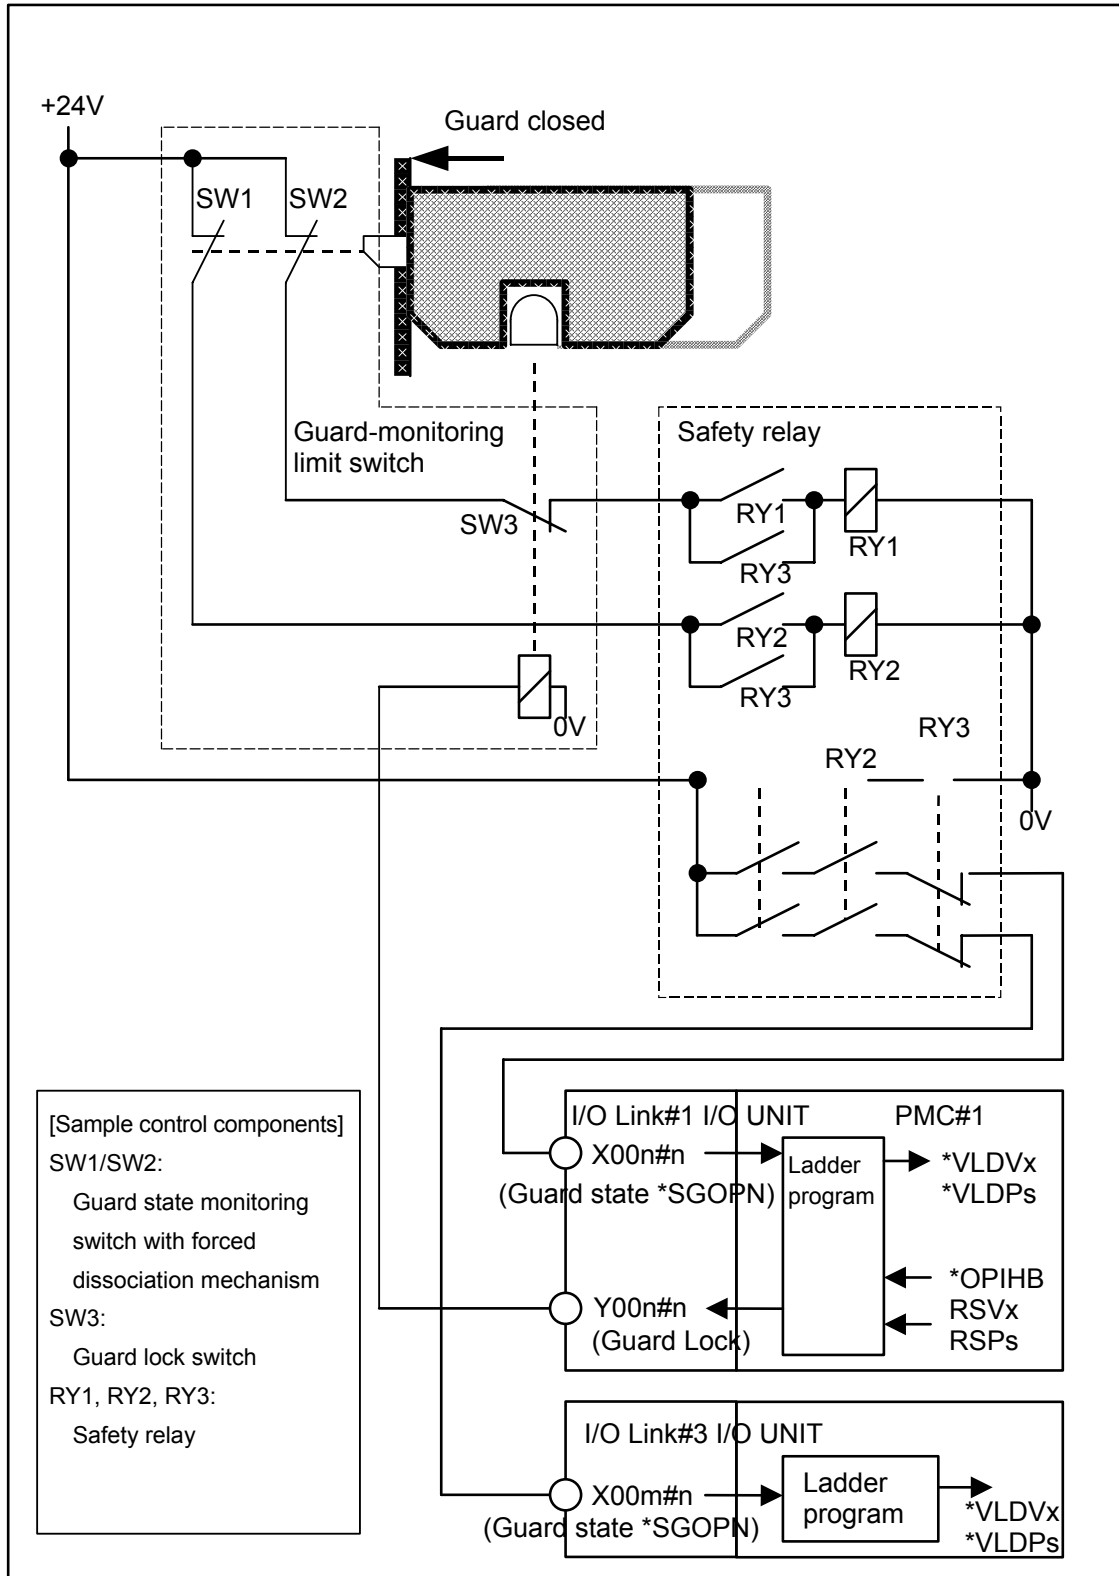 +24V
Guard closed
SW1
SW2
Guard-monitoring
limit switch
Safety relay
SW3
RY1
RY1
RY3
RY2
RY2
RY3
0V
RY3
RY2
0V
[Sample control components]
SW1/SW2:
Guard state monitoring
switch with forced
dissociation mechanism
SW3:
Guard lock switch
RY1, RY2, RY3:
Safety relay
I/O Link#1 I/O UNIT
PMC#1
X00n#n
(Guard state *SGOPN)
Ladder
program
*VLDVx
*VLDPs
*OPIHB
RSVx
RSPs
Y00n#n
(Guard Lock)
I/O Link#3 I/O UNIT
X00m#n
(Guard state *SGOPN)
Ladder
program
*VLDVx
*VLDPs